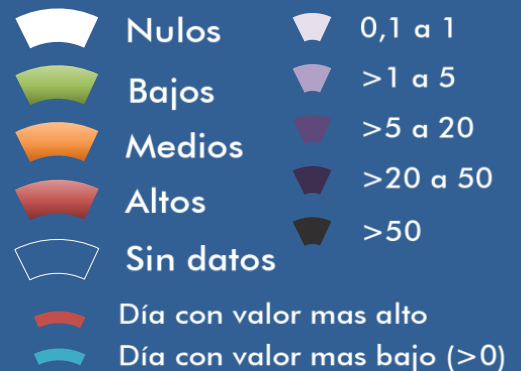 Nulos
Bajos
Medios
Altos
Sin datos
0,1 a 1
>1 a 5
>5 a 20
>20 a 50
>50
Día con valor mas alto
Día con valor mas bajo (>0)